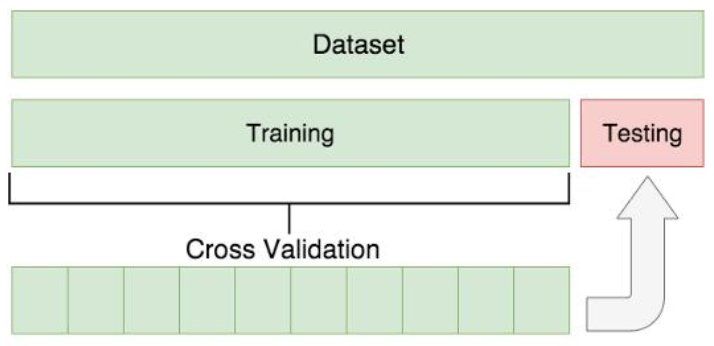 Dataset
Training
Testing
Cross Validation